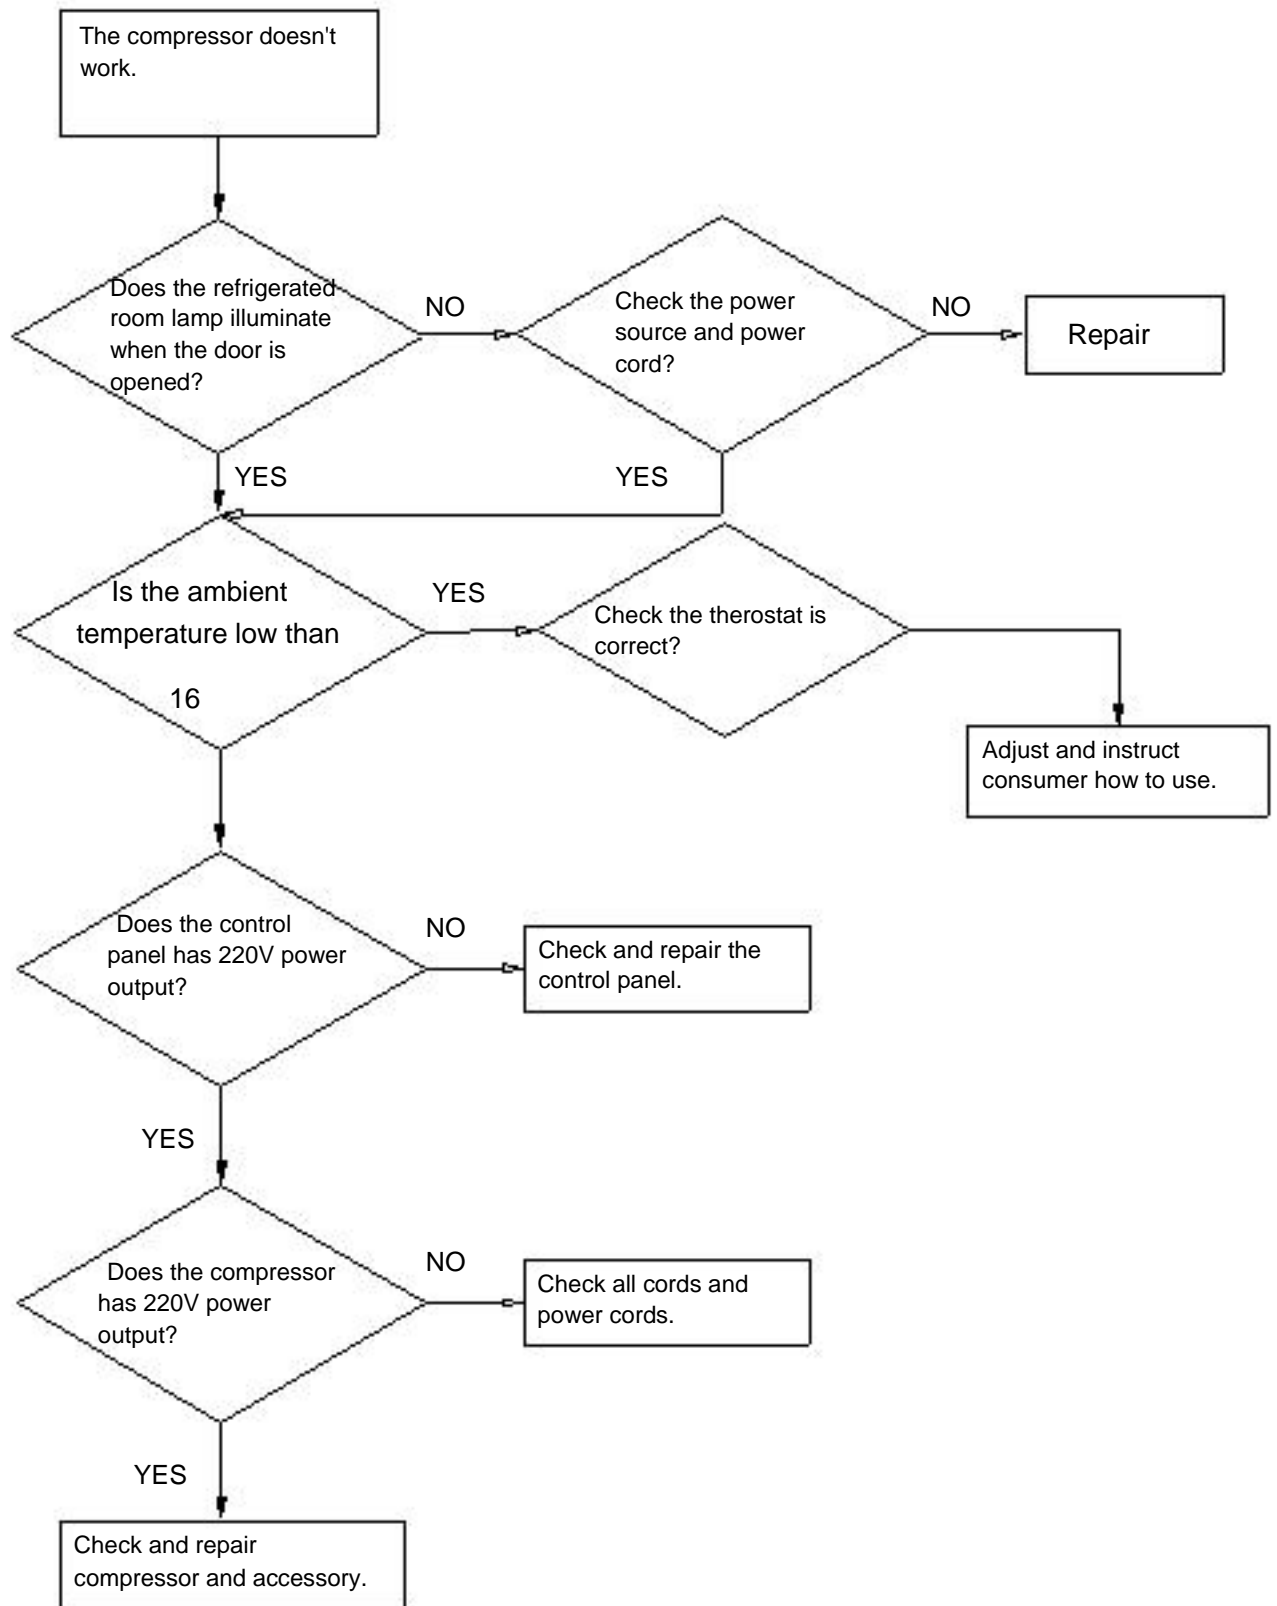 The compressor doesn't
work.
Does the refrigerated
room lamp illuminate
when the door is
opened?
NO
Check the power
source and power
cord?
NO
Repair
YES
YES
Is the ambient
temperature low than
16
YES
Check the therostat is
correct?
Adjust and instruct
consumer how to use.
Does the control
panel has 220V power
output?
NO
Check and repair the
control panel.
YES
Does the compressor
has 220V power
output?
NO
Check all cords and
power cords.
YES
Check and repair
compressor and accessory.